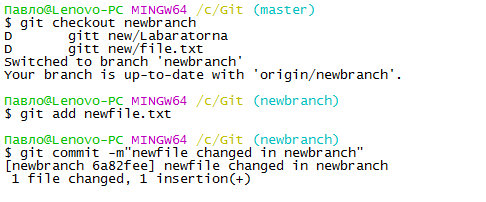 Павло@Lenovo-PC MINGW64 /c/Git (master)
$ git checkout newbranch
D       gitt new/Labaratorna
D       gitt new/file.txt
Switched to branch 'newbranch'
Your branch is up-to-date with 'origin/newbranch'.
Павло@Lenovo-PC MINGW64 /c/Git (newbranch)
$ git add newfile.txt
Павло@Lenovo-PC MINGW64 /c/Git (newbranch)
$ git commit -m"newfile changed in newbranch"
[newbranch 6a82fee] newfile changed in newbranch
 1 file changed, 1 insertion(+)